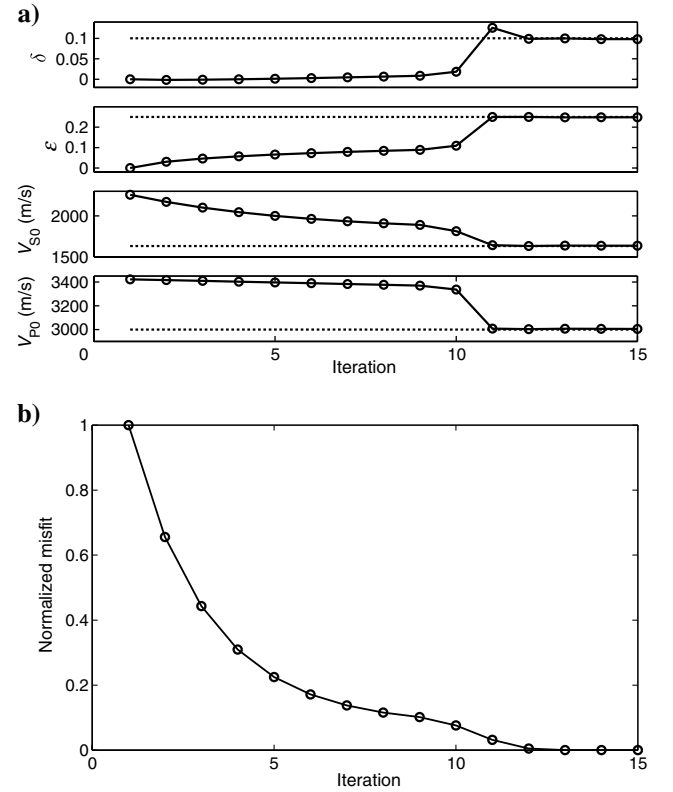 a)
0.1
0.05
0
δ
0.2
0.1
0
ε
2000
1500
V_S0 (m/s)
3400
3200
3000
V_P0 (m/s)
0 5 10 15
Iteration
b)
1
0.8
0.6
0.4
0.2
0
Normalized misfit
0 5 10 15
Iteration